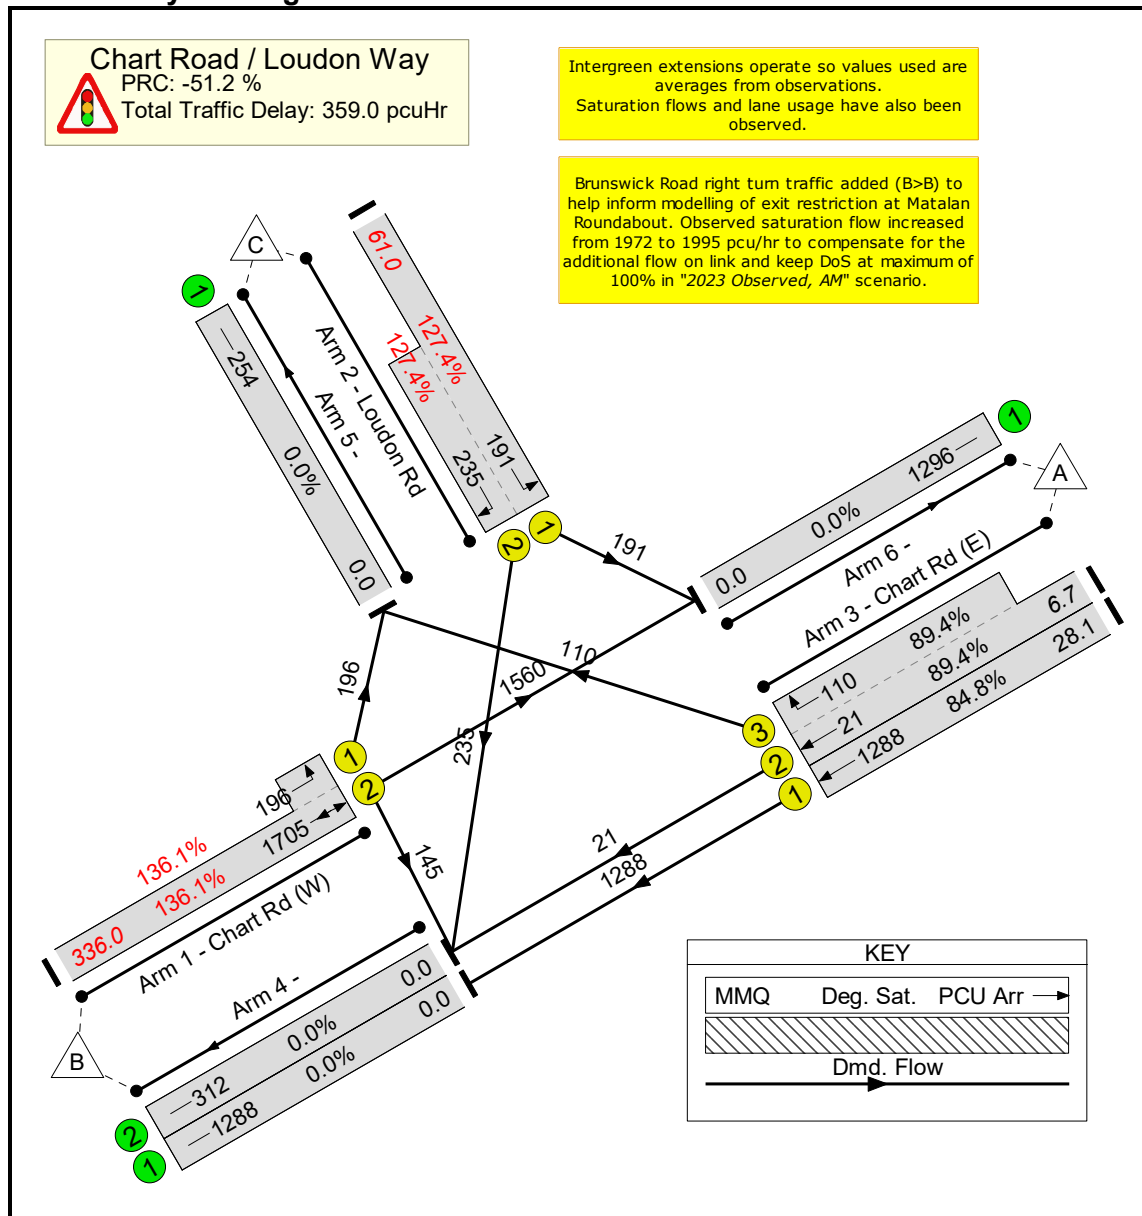 Chart Road / Loudon Way
PRC: -51.2 %
Total Traffic Delay: 359.0 pcuHr
Intergreen extensions operate so values used are
averages from observations.
Saturation flows and lane usage have also been
observed.
Brunswick Road right turn traffic added (B>B) to
help inform modelling of exit restriction at Matalan
Roundabout. Observed saturation flow increased
from 1972 to 1995 pcu/hr to compensate for the
additional flow on link and keep DoS at maximum of
100% in "2023 Observed, AM" scenario.
C
1
254
0.0%
0.0
Arm 5 -
Arm 2 - Loudon Rd
61.0
127.4%
127.4%
191
235
2
1
191
1
1296
0.0%
0.0
A
Arm 6 -
Arm 3 - Chart Rd (E)
89.4%
110
6.7
89.4%
21
28.1
84.8%
1288
3
2
1
110
1560
235
196
145
21
1288
1
2
196
1705
136.1%
136.1%
336.0
Arm 1 - Chart Rd (W)
Arm 4 -
B
0.0
0.0%
312
0.0
0.0%
1288
2
1
KEY
MMQ Deg. Sat. PCU Arr
Dmd. Flow